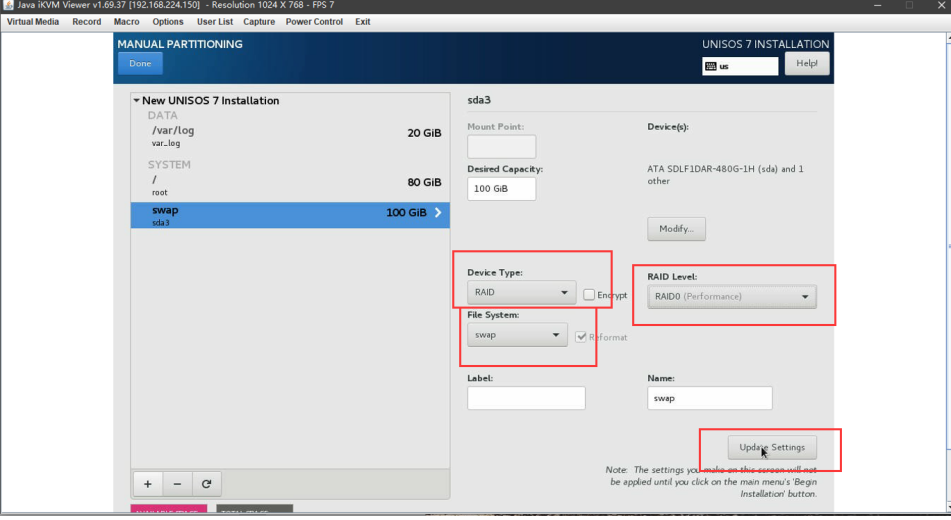 Java iKVM Viewer v1.69.37 [192.168.224.150] - Resolution 1024 X 768 - FPS 7
Virtual Media Record Macro Options User List Capture Power Control Exit
MANUAL PARTITIONING
UNISOS 7 INSTALLATION
Done
us
Help!
New UNISOS 7 Installation
DATA
/var/log
20 GiB
var_log
SYSTEM
/
80 GiB
root
swap
100 GiB
sda3
sda3
Mount Point:
Device(s):
Desired Capacity:
100 GiB
ATA SDLF1DAR-480G-1H (sda) and 1
other
Modify...
Device Type:
RAID
Encrypt
RAID Level:
RAID0 (Performance)
File System:
swap
Reformat
Label:
Name:
swap
Update Settings
Note: The settings you make on this screen will not
be applied until you click on the main menu's 'Begin
Installation' button.